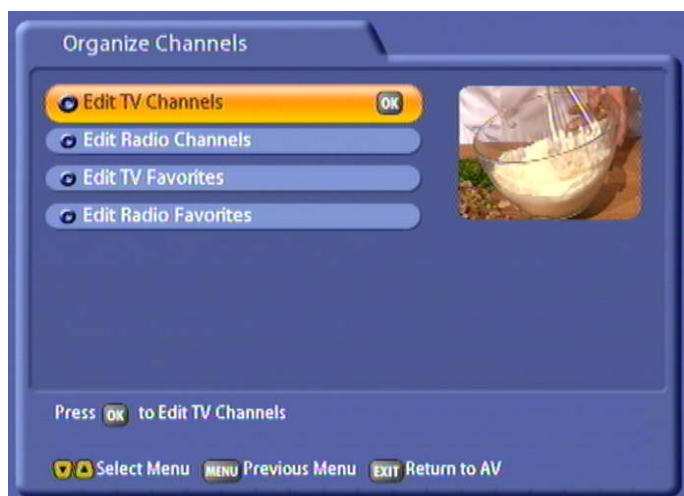 Organize Channels
Edit TV Channels OK
Edit Radio Channels
Edit TV Favorites
Edit Radio Favorites
Press OK to Edit TV Channels
Select Menu MENU Previous Menu EXIT Return to AV